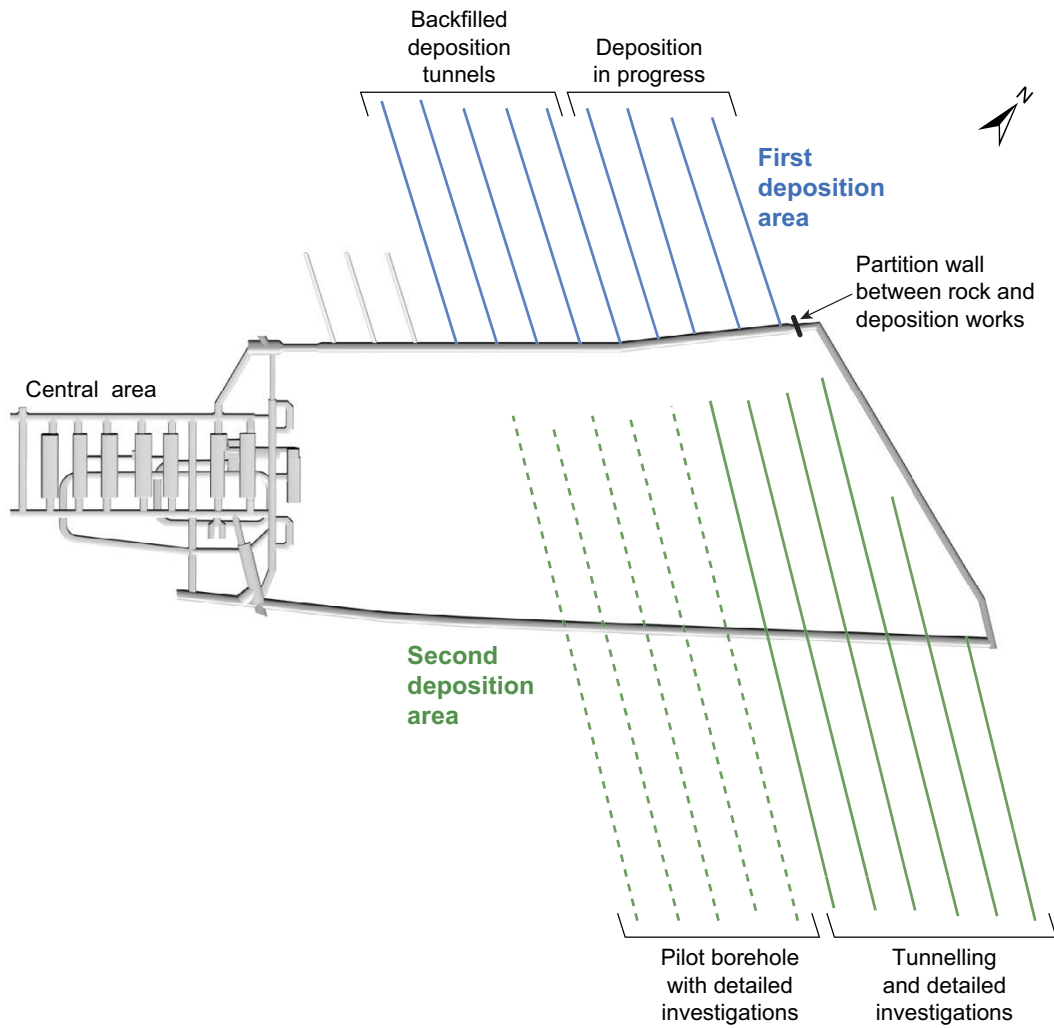 Backfilled
deposition
tunnels
Deposition
in progress
N
First
deposition
area
Partition wall
between rock and
deposition works
Central area
Second
deposition
area
Pilot borehole
with detailed
investigations
Tunnelling
and detailed
investigations